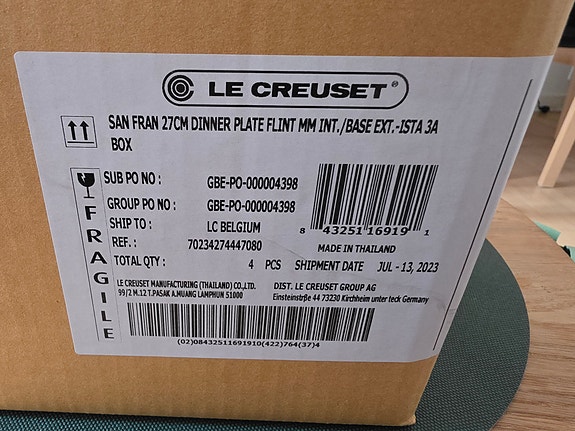 LE CREUSET®
SAN FRAN 27CM DINNER PLATE FLINT MM INT./BASE EXT.-ISTA 3A
BOX
FRAGILE
SUB PO NO : GBE-PO-000004398
GROUP PO NO : GBE-PO-000004398
SHIP TO : LC BELGIUM
REF. : 70234274447080
8 43251 16919 1
MADE IN THAILAND
TOTAL QTY : 4 PCS SHIPMENT DATE JUL - 13, 2023
LE CREUSET MANUFACTURING (THAILAND) CO.,LTD.
99/2 M.12 T.PASAK A.MUANG LAMPHUN 51000
DIST. LE CREUSET GROUP AG
Einsteinstrße 44 73230 Kirchheim unter teck Germany
(02)08432511691910(422)764(37)4